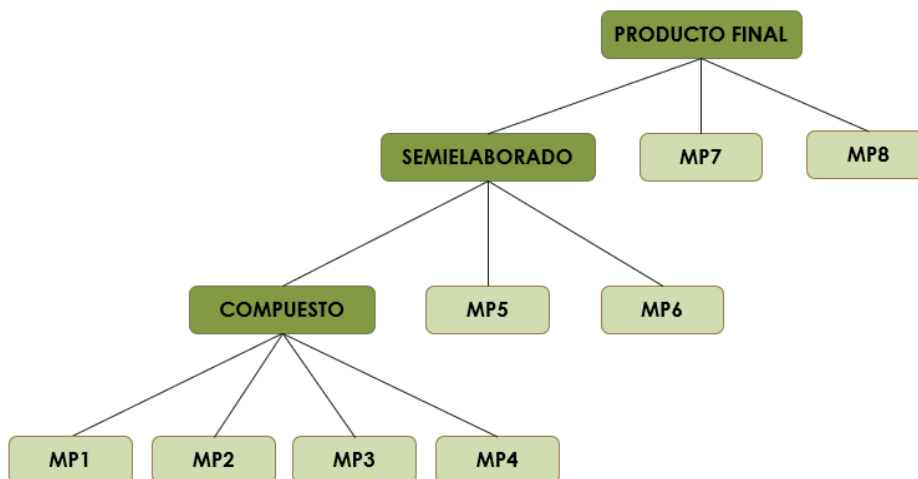 PRODUCTO FINAL
SEMIELABORADO
MP7
MP8
COMPUESTO
MP5
MP6
MP1
MP2
MP3
MP4